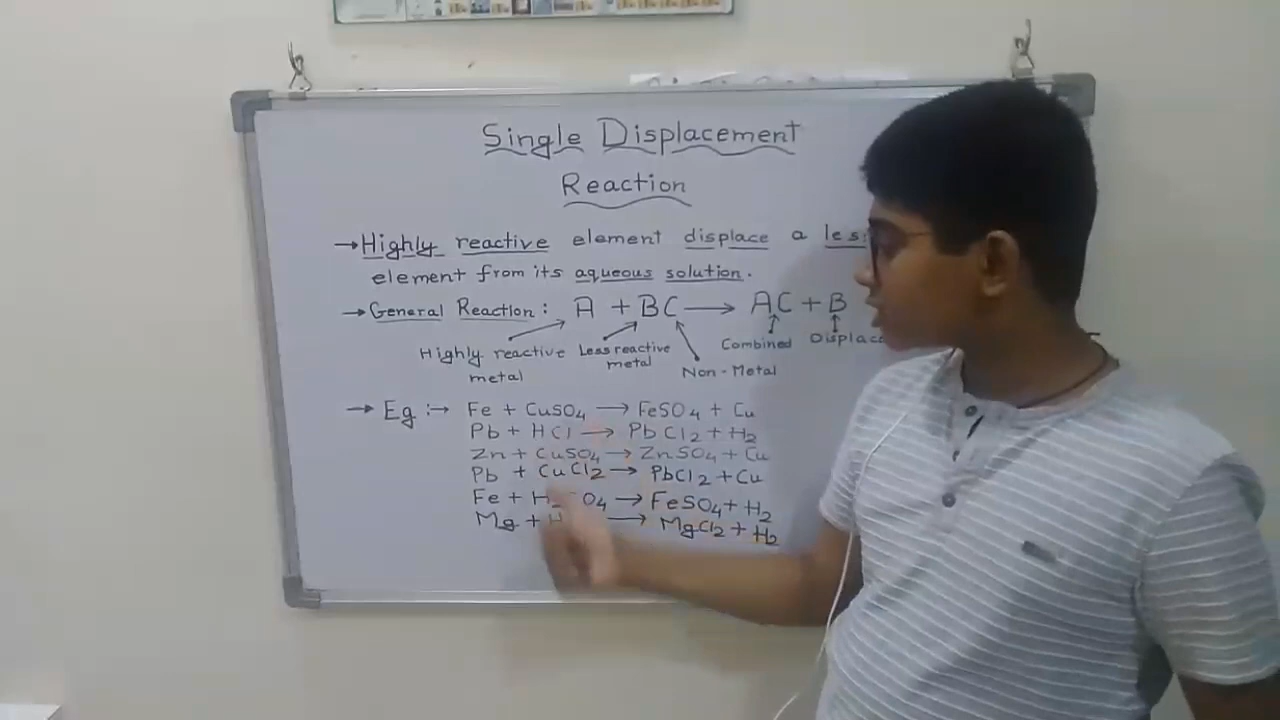 Single Displacement
Reaction
→Highly reactive element displace a les
element from its aqueous solution.
→General Reaction: A + BC → AC + B
Highly reactive metal
Less reactive metal
Non-Metal
Combined
Displac
→ Eg :→ Fe + CuSO4 → FeSO4 + Cu
Pb + HCl → PbCl2 + H2
Zn + CuSO4 → ZnSO4 + Cu
Pb + CuCl2 → PbCl2 + Cu
Fe + H SO4 → FeSO4 + H2
Mg + H → MgCl2 + H2